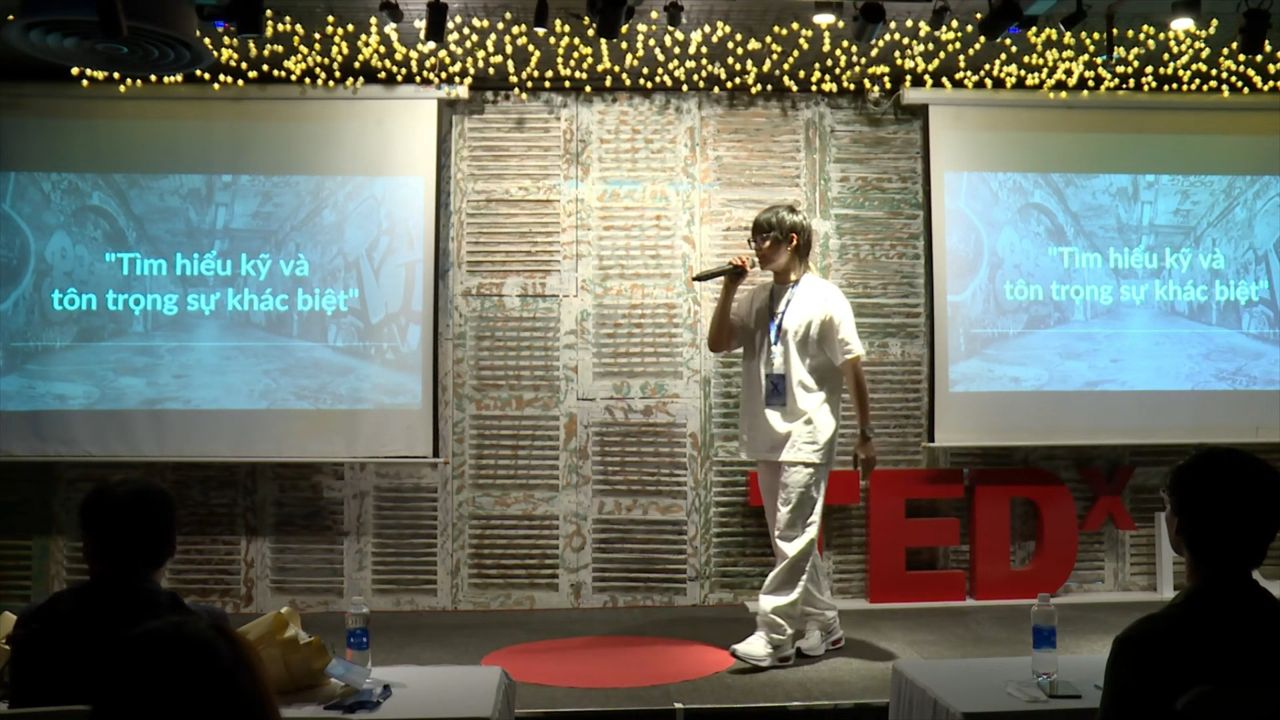 "Tìm hiểu kỹ và
tôn trọng sự khác biệt"
"Tìm hiểu kỹ và
tôn trọng sự khác biệt"
TEDx